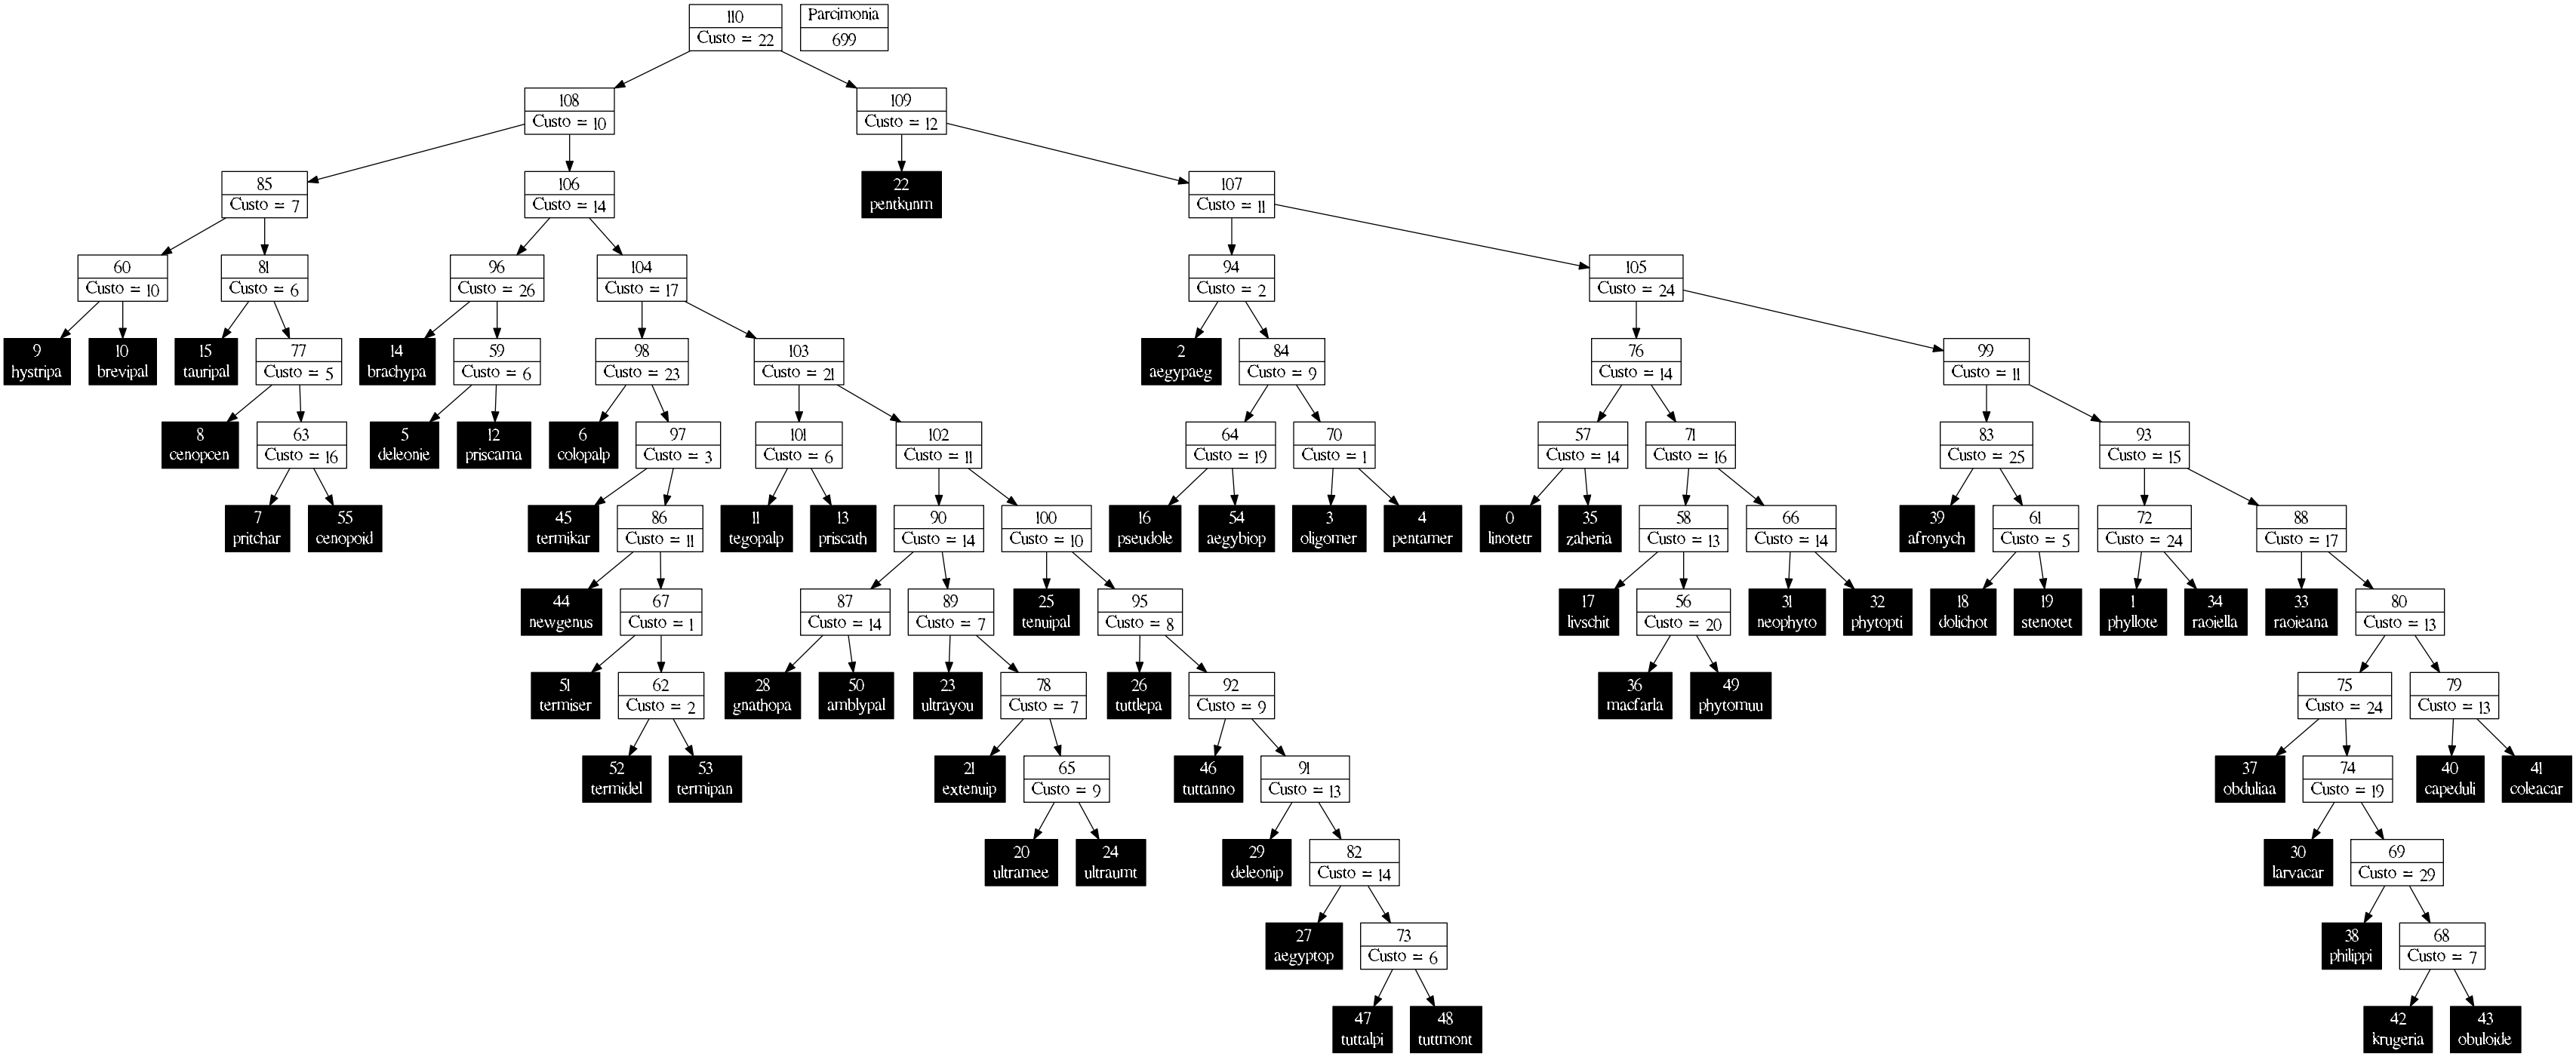 110
Custo = 22
Parcimonia
699
108
Custo = 10
109
Custo = 12
85
Custo = 7
106
Custo = 14
22
pentkunm
107
Custo = 11
60
Custo = 10
81
Custo = 6
96
Custo = 26
104
Custo = 17
94
Custo = 2
105
Custo = 24
9
hystripa
10
brevipal
15
tauripal
77
Custo = 5
14
brachypa
59
Custo = 6
98
Custo = 23
103
Custo = 21
2
aegypaeg
84
Custo = 9
76
Custo = 14
99
Custo = 11
8
cenopcen
63
Custo = 16
5
deleonie
12
priscama
6
colopalp
97
Custo = 3
101
Custo = 6
102
Custo = 11
64
Custo = 19
70
Custo = 1
57
Custo = 14
71
Custo = 16
83
Custo = 25
93
Custo = 15
7
pritchar
55
cenopoid
45
termikar
86
Custo = 11
11
tegopalp
13
priscath
90
Custo = 14
100
Custo = 10
16
pseudole
54
aegybiop
3
oligomer
4
pentamer
0
linotetr
35
zaheria
58
Custo = 13
66
Custo = 14
39
afronych
61
Custo = 5
72
Custo = 24
88
Custo = 17
44
newgenus
67
Custo = 1
87
Custo = 14
89
Custo = 7
25
tenuipal
95
Custo = 8
17
livschit
56
Custo = 20
31
neophyto
32
phytopti
18
dolichot
19
stenotet
1
phyllote
34
raoiella
33
raoieana
80
Custo = 13
51
termiser
62
Custo = 2
28
gnathopa
50
amblypal
23
ultrayou
78
Custo = 7
26
tuttlepa
92
Custo = 9
36
macfarla
49
phytomuu
75
Custo = 24
79
Custo = 13
52
termidel
53
termipan
21
extenuip
65
Custo = 9
46
tuttanno
91
Custo = 13
37
obduliaa
74
Custo = 19
40
capeduli
41
coleacar
20
ultramee
24
ultraumt
29
deleonip
82
Custo = 14
30
larvacar
69
Custo = 29
27
aegyptop
73
Custo = 6
38
philippi
68
Custo = 7
47
tuttalpi
48
tuttmont
42
krugeria
43
obuloide